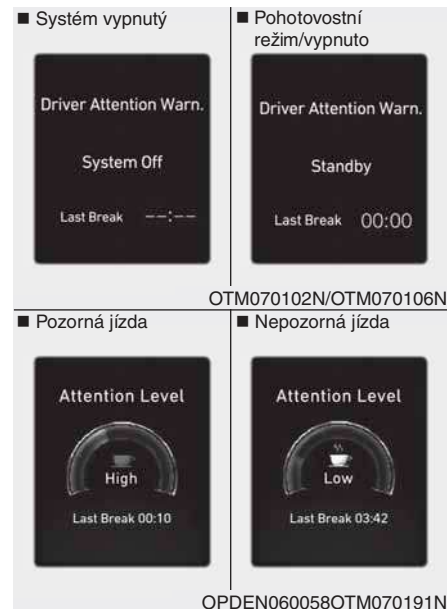 ■ Systém vypnutý
Driver Attention Warn.
System Off
Last Break --:--
■ Pohotovostní
režim/vypnuto
Driver Attention Warn.
Standby
Last Break 00:00
OTM070102N/OTM070106N
■ Pozorná jízda
Attention Level
High
Last Break 00:10
■ Nepozorná jízda
Attention Level
Low
Last Break 03:42
OPDEN060058OTM070191N